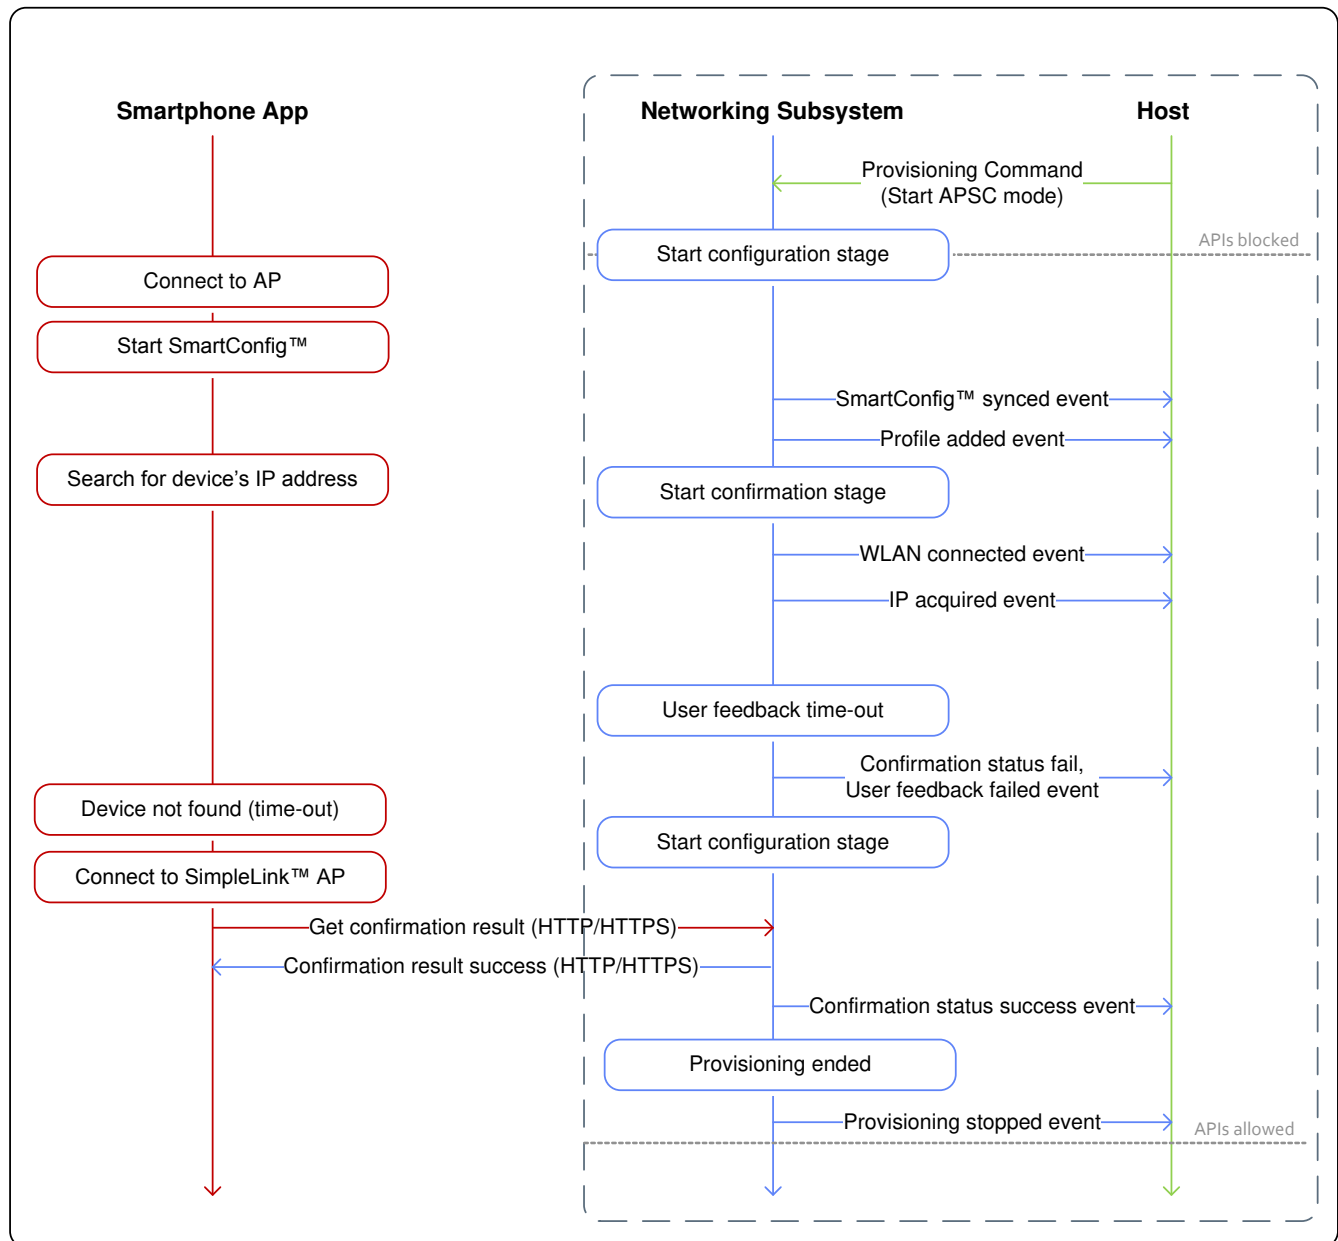 Smartphone App
Networking Subsystem
Host
Provisioning Command
(Start APSC mode)
APIs blocked
Start configuration stage
Connect to AP
Start SmartConfig™
SmartConfig™ synced event
Profile added event
Search for device's IP address
Start confirmation stage
WLAN connected event
IP acquired event
User feedback time-out
Confirmation status fail,
User feedback failed event
Device not found (time-out)
Start configuration stage
Connect to SimpleLink™ AP
Get confirmation result (HTTP/HTTPS)
Confirmation result success (HTTP/HTTPS)
Confirmation status success event
Provisioning ended
Provisioning stopped event
APIs allowed